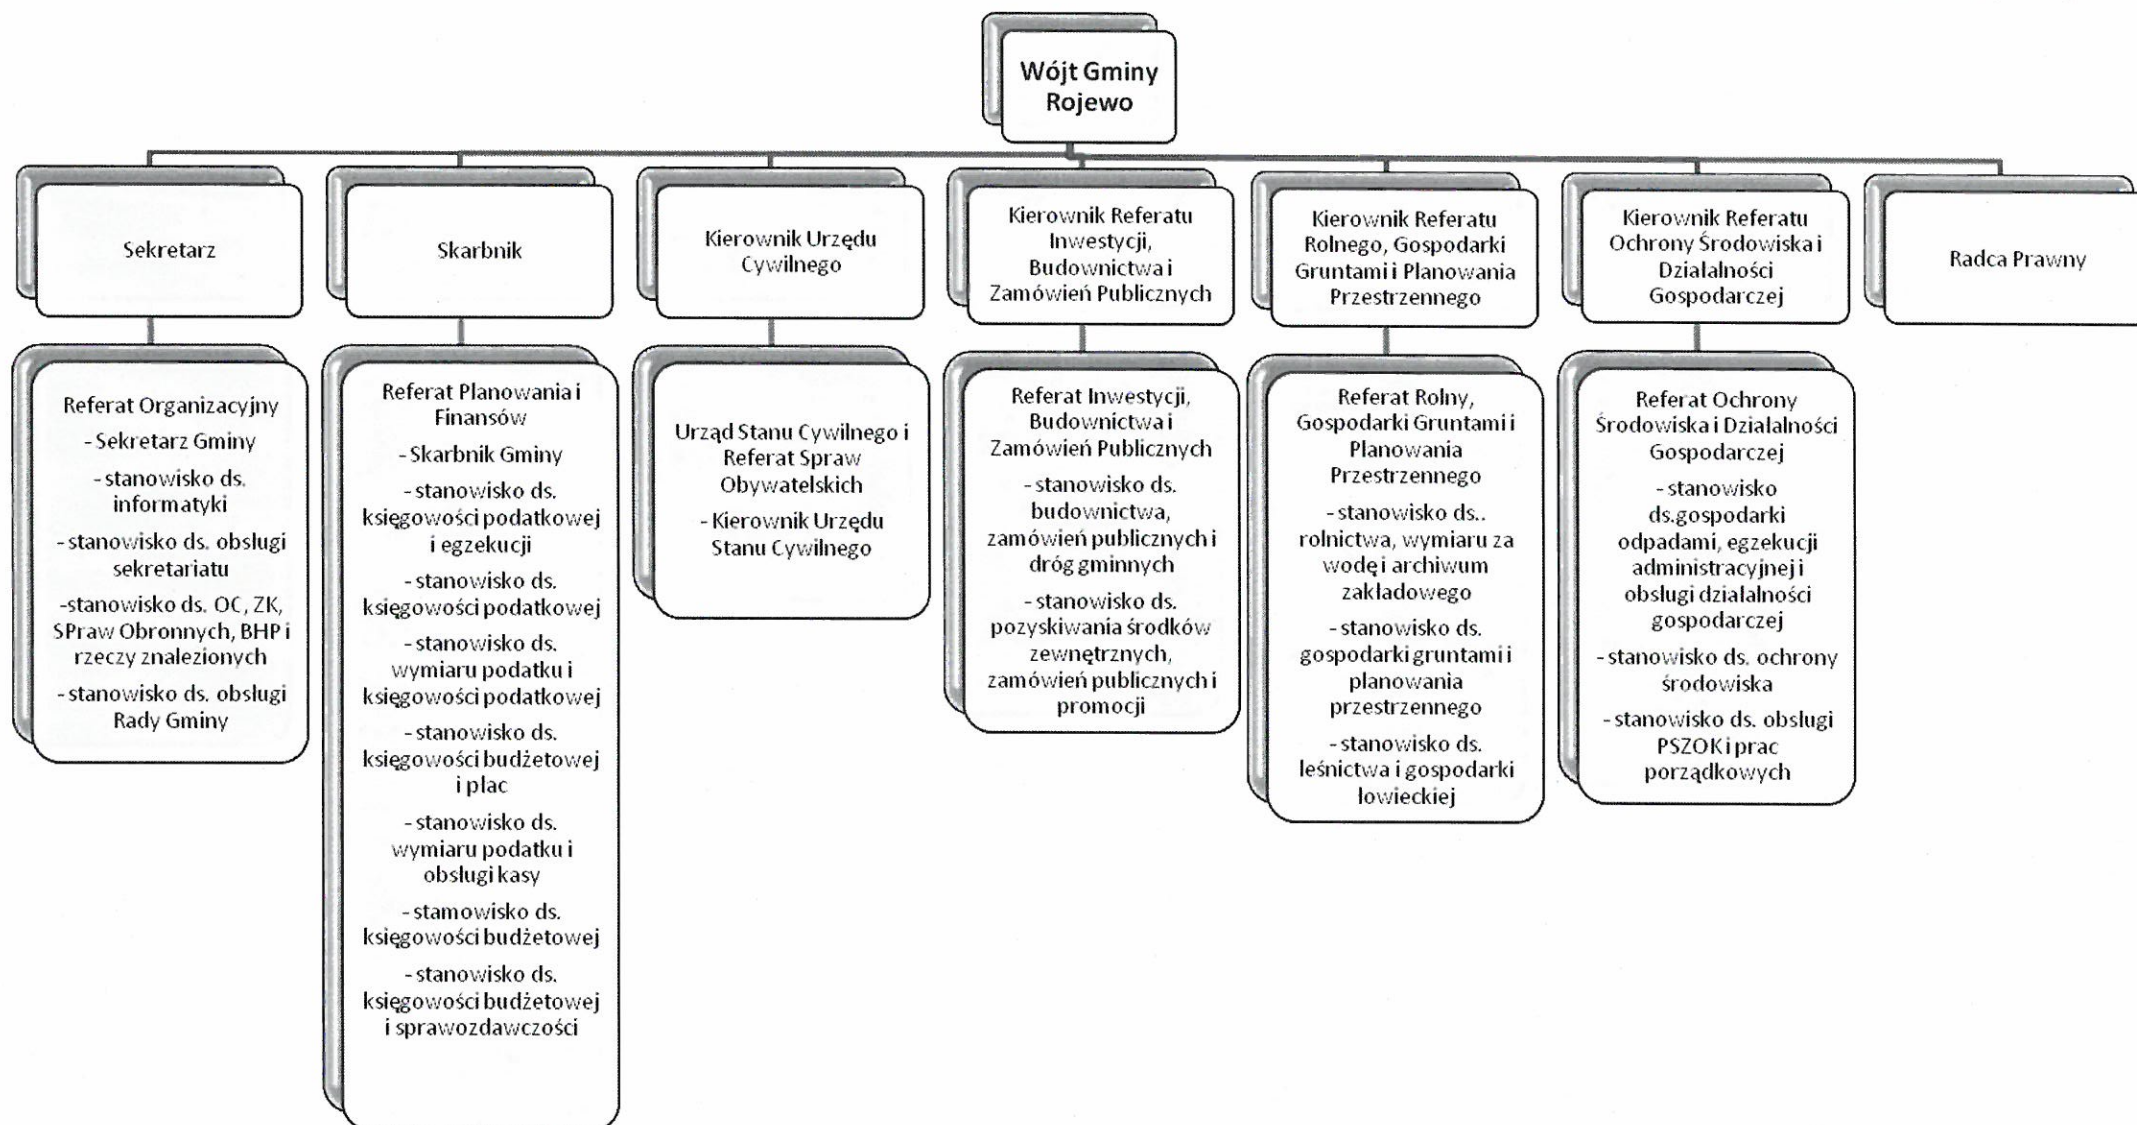 Wójt Gminy
Rojewo
Sekretarz
Skarbnik
Kierownik Urzędu
Cywilnego
Kierownik Referatu
Inwestycji,
Budownictwa i
Zamówień Publicznych
Kierownik Referatu
Rolnego, Gospodarki
Gruntami i Planowania
Przestrzennego
Kierownik Referatu
Ochrony Środowiska i
Działalności
Gospodarczej
Radca Prawny
Referat Organizacyjny
- Sekretarz Gminy
- stanowisko ds.
informatyki
- stanowisko ds. obsługi
sekretariatu
-stanowisko ds. OC, ZK,
SPraw Obronnych, BHP i
rzeczy znalezionych
- stanowisko ds. obsługi
Rady Gminy
Referat Planowania i
Finansów
- Skarbnik Gminy
- stanowisko ds.
księgowości podatkowej
i egzekucji
- stanowisko ds.
księgowości podatkowej
- stanowisko ds.
wymiaru podatku i
księgowości podatkowej
- stanowisko ds.
księgowości budżetowej
i płac
- stanowisko ds.
wymiaru podatku i
obsługi kasy
- stamowisko ds.
księgowości budżetowej
- stanowisko ds.
księgowości budżetowej
i sprawozdawczości
Urząd Stanu Cywilnego i
Referat Spraw
Obywatelskich
- Kierownik Urzędu
Stanu Cywilnego
Referat Inwestycji,
Budownictwa i
Zamówień Publicznych
- stanowisko ds.
budownictwa,
zamówień publicznych i
dróg gminnych
- stanowisko ds.
pozyskiwania środków
zewnętrznych,
zamówień publicznych i
promocji
Referat Rolny,
Gospodarki Gruntami i
Planowania
Przestrzennego
- stanowisko ds..
rolnictwa, wymiaru za
wodę i archiwum
zakładowego
- stanowisko ds.
gospodarki gruntami i
planowania
przestrzennego
- stanowisko ds.
leśnictwa i gospodarki
łowieckiej
Referat Ochrony
Środowiska i Działalności
Gospodarczej
- stanowisko
ds.gospodarki
odpadami, egzekucji
administracyjnej i
obsługi działalności
gospodarczej
- stanowisko ds. ochrony
środowiska
- stanowisko ds. obsługi
PSZOK i prac
porządkowych